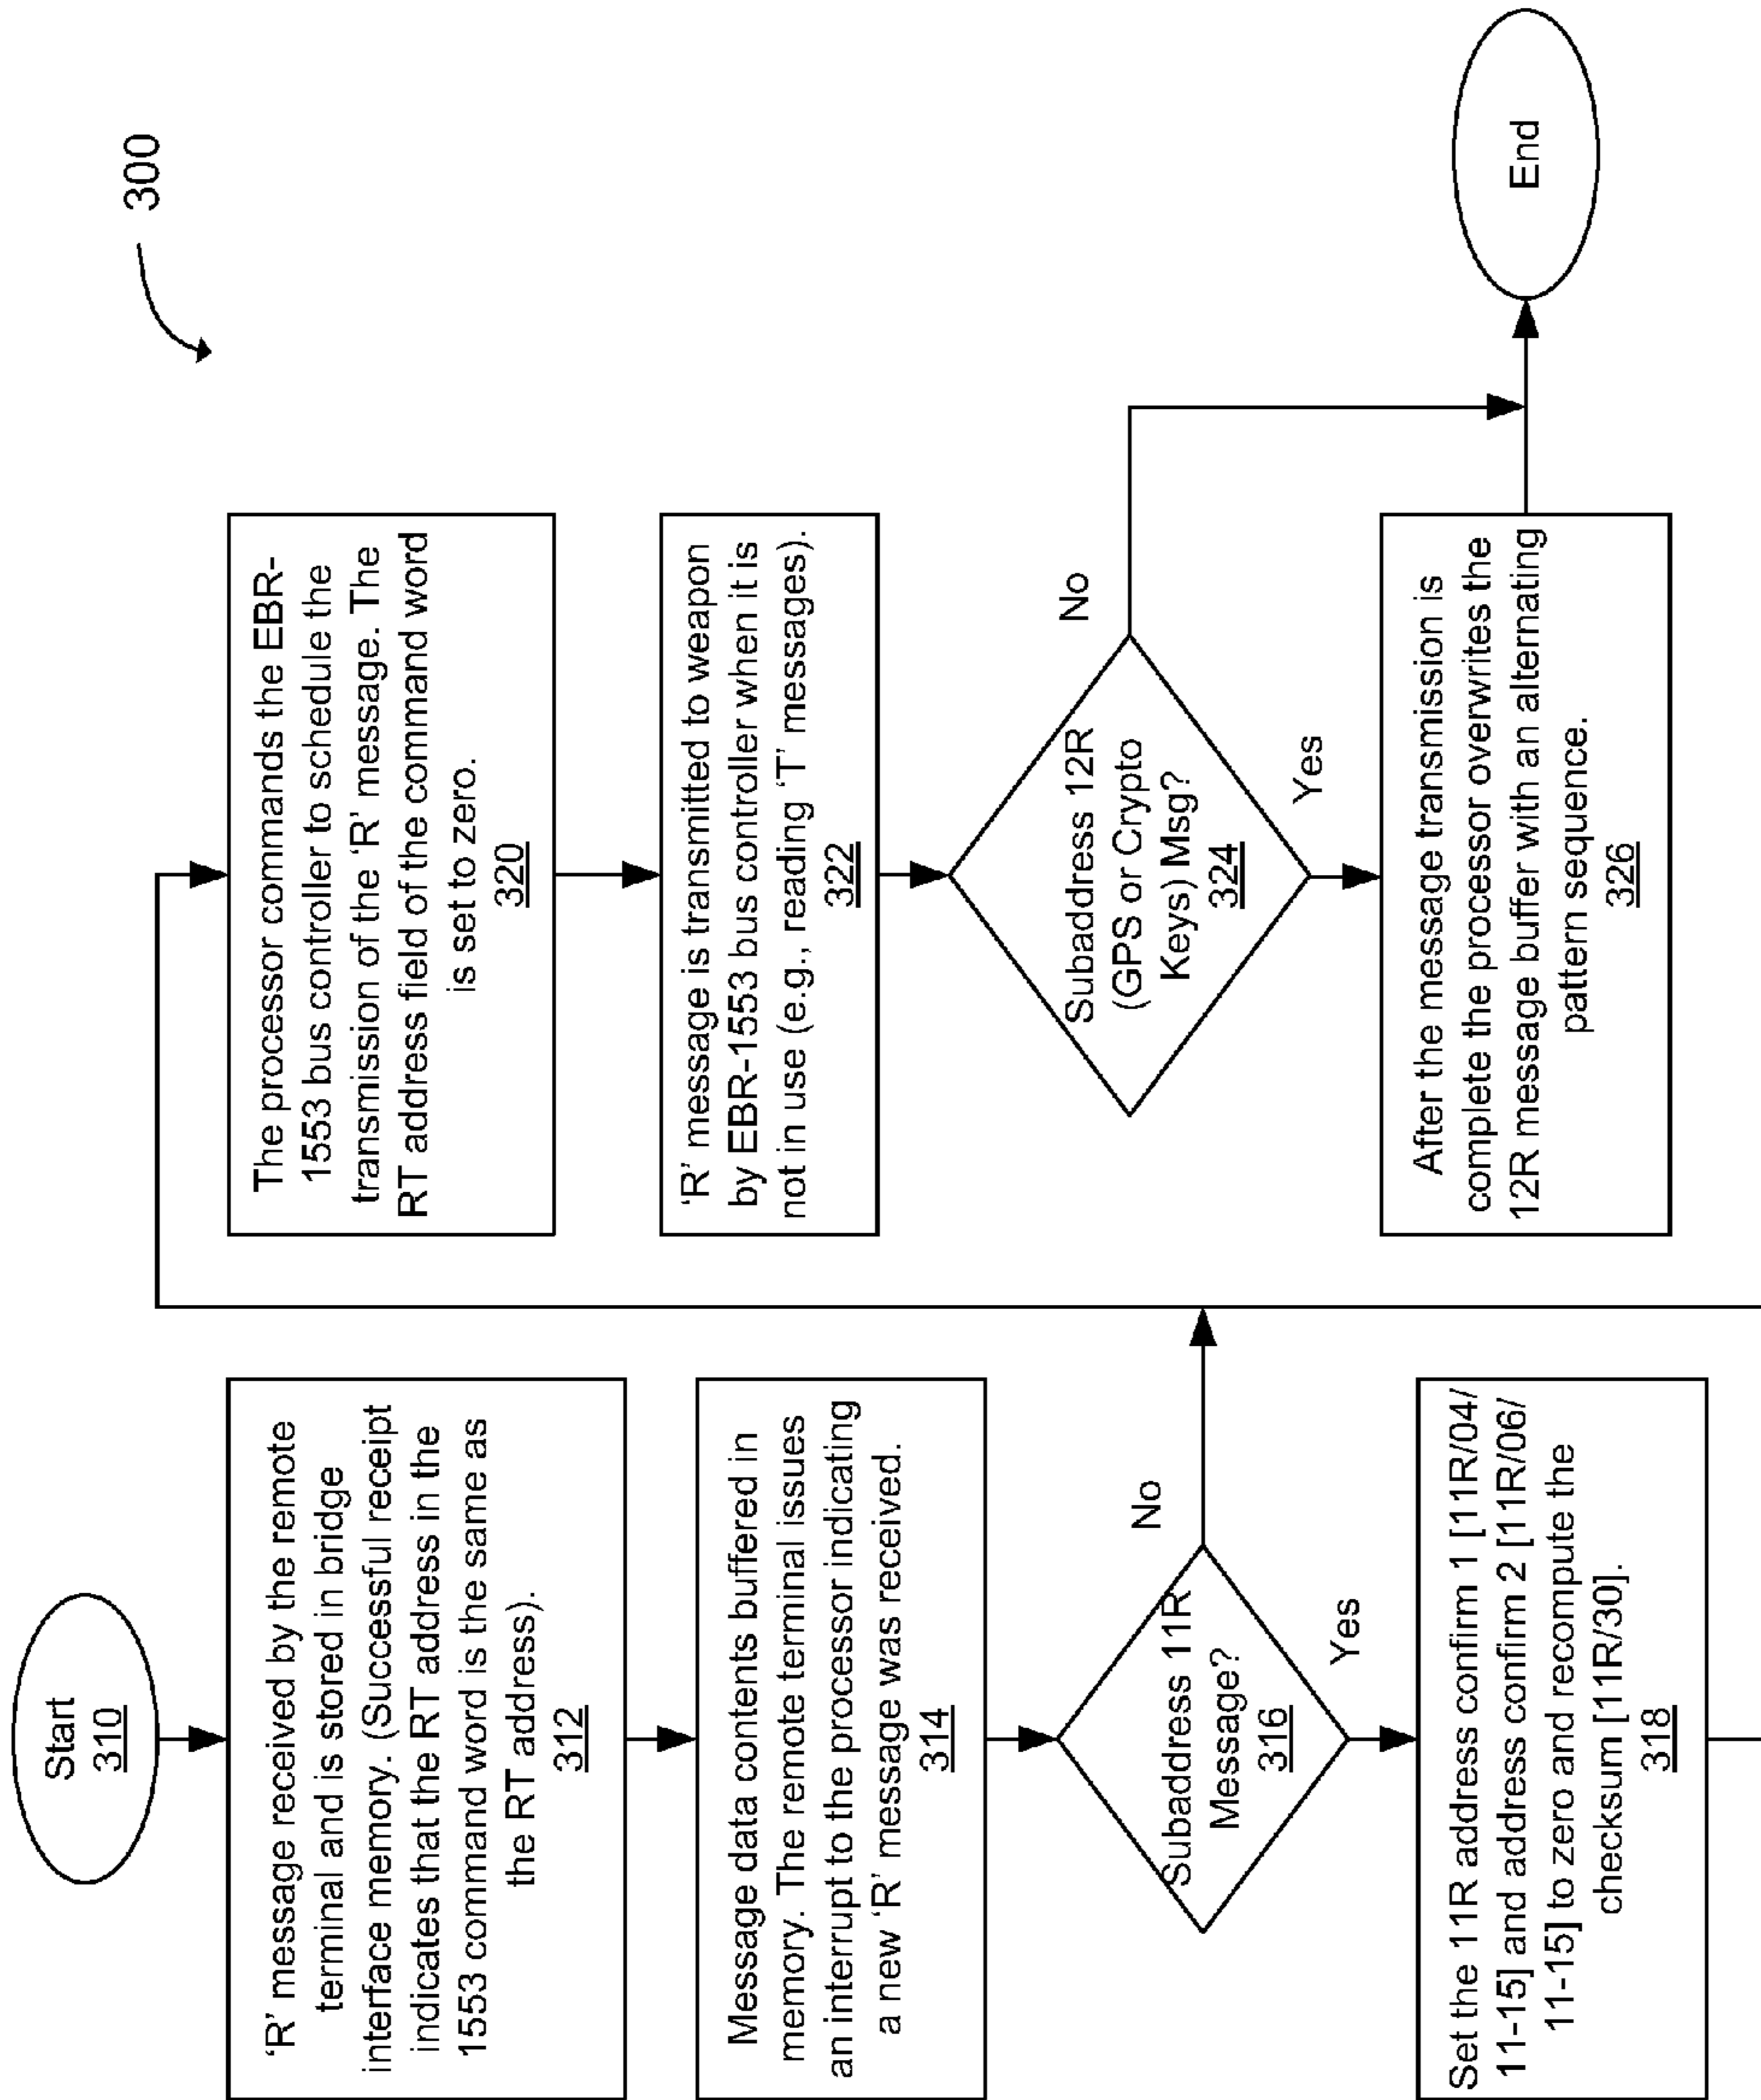 300
Start
310
‘R’ message received by the remote
terminal and is stored in bridge
interface memory. (Successful receipt
indicates that the RT address in the
1553 command word is the same as
the RT address).
312
Message data contents buffered in
memory. The remote terminal issues
an interrupt to the processor indicating
a new ‘R’ message was received.
314
Subaddress 11R
Message?
316
No
Yes
Set the 11R address confirm 1 [11R/04/
11-15] and address confirm 2 [11R/06/
11-15] to zero and recompute the
checksum [11R/30].
318
The processor commands the EBR-
1553 bus controller to schedule the
transmission of the ‘R’ message. The
RT address field of the command word
is set to zero.
320
‘R’ message is transmitted to weapon
by EBR-1553 bus controller when it is
not in use (e.g., reading ‘T’ messages).
322
Subaddress 12R
(GPS or Crypto
Keys) Msg?
324
No
Yes
After the message transmission is
complete the processor overwrites the
12R message buffer with an alternating
pattern sequence.
326
End